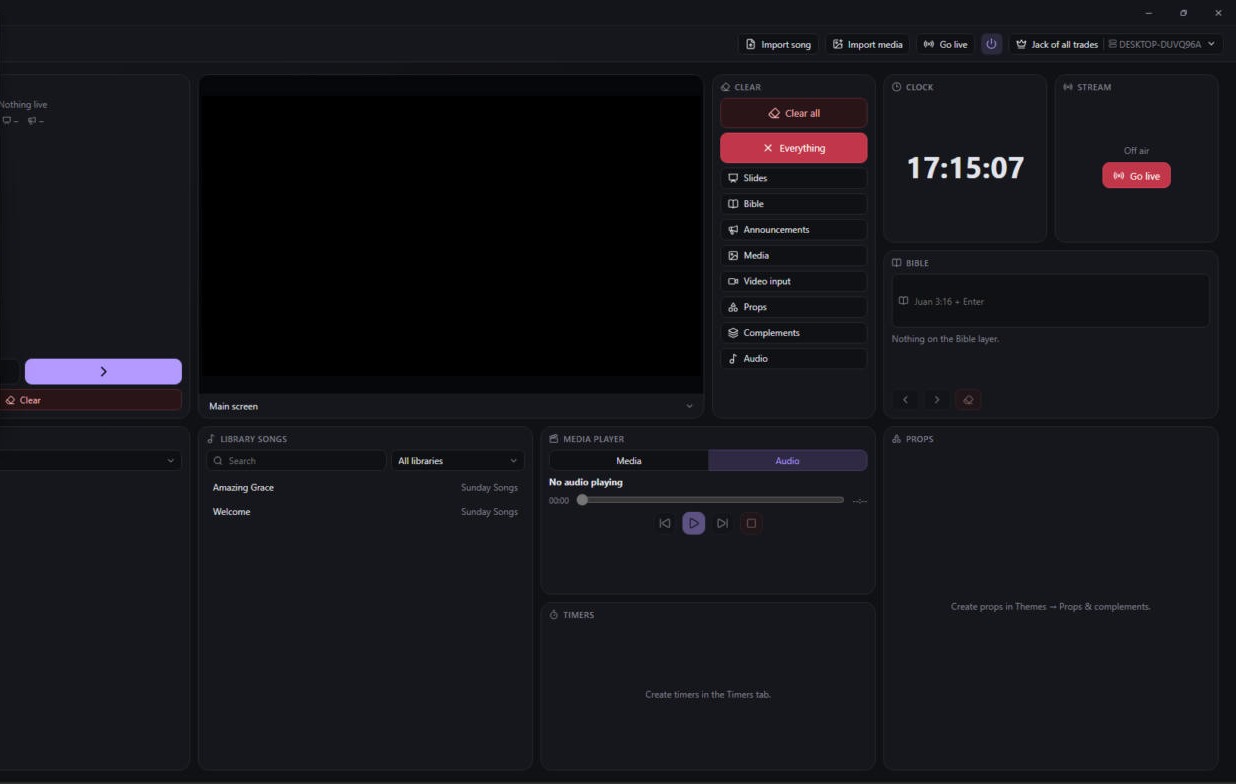 Import song
Import media
Go live
Jack of all trades
DESKTOP-DUVQ96A
Nothing live
–
–
Clear
Main screen
CLEAR
Clear all
Everything
Slides
Bible
Announcements
Media
Video input
Props
Complements
Audio
CLOCK
17:15:07
STREAM
Off air
Go live
BIBLE
Juan 3:16 + Enter
Nothing on the Bible layer.
LIBRARY SONGS
Search
All libraries
Amazing Grace Sunday Songs
Welcome Sunday Songs
MEDIA PLAYER
Media
Audio
No audio playing
00:00 --:--
TIMERS
Create timers in the Timers tab.
PROPS
Create props in Themes → Props & complements.